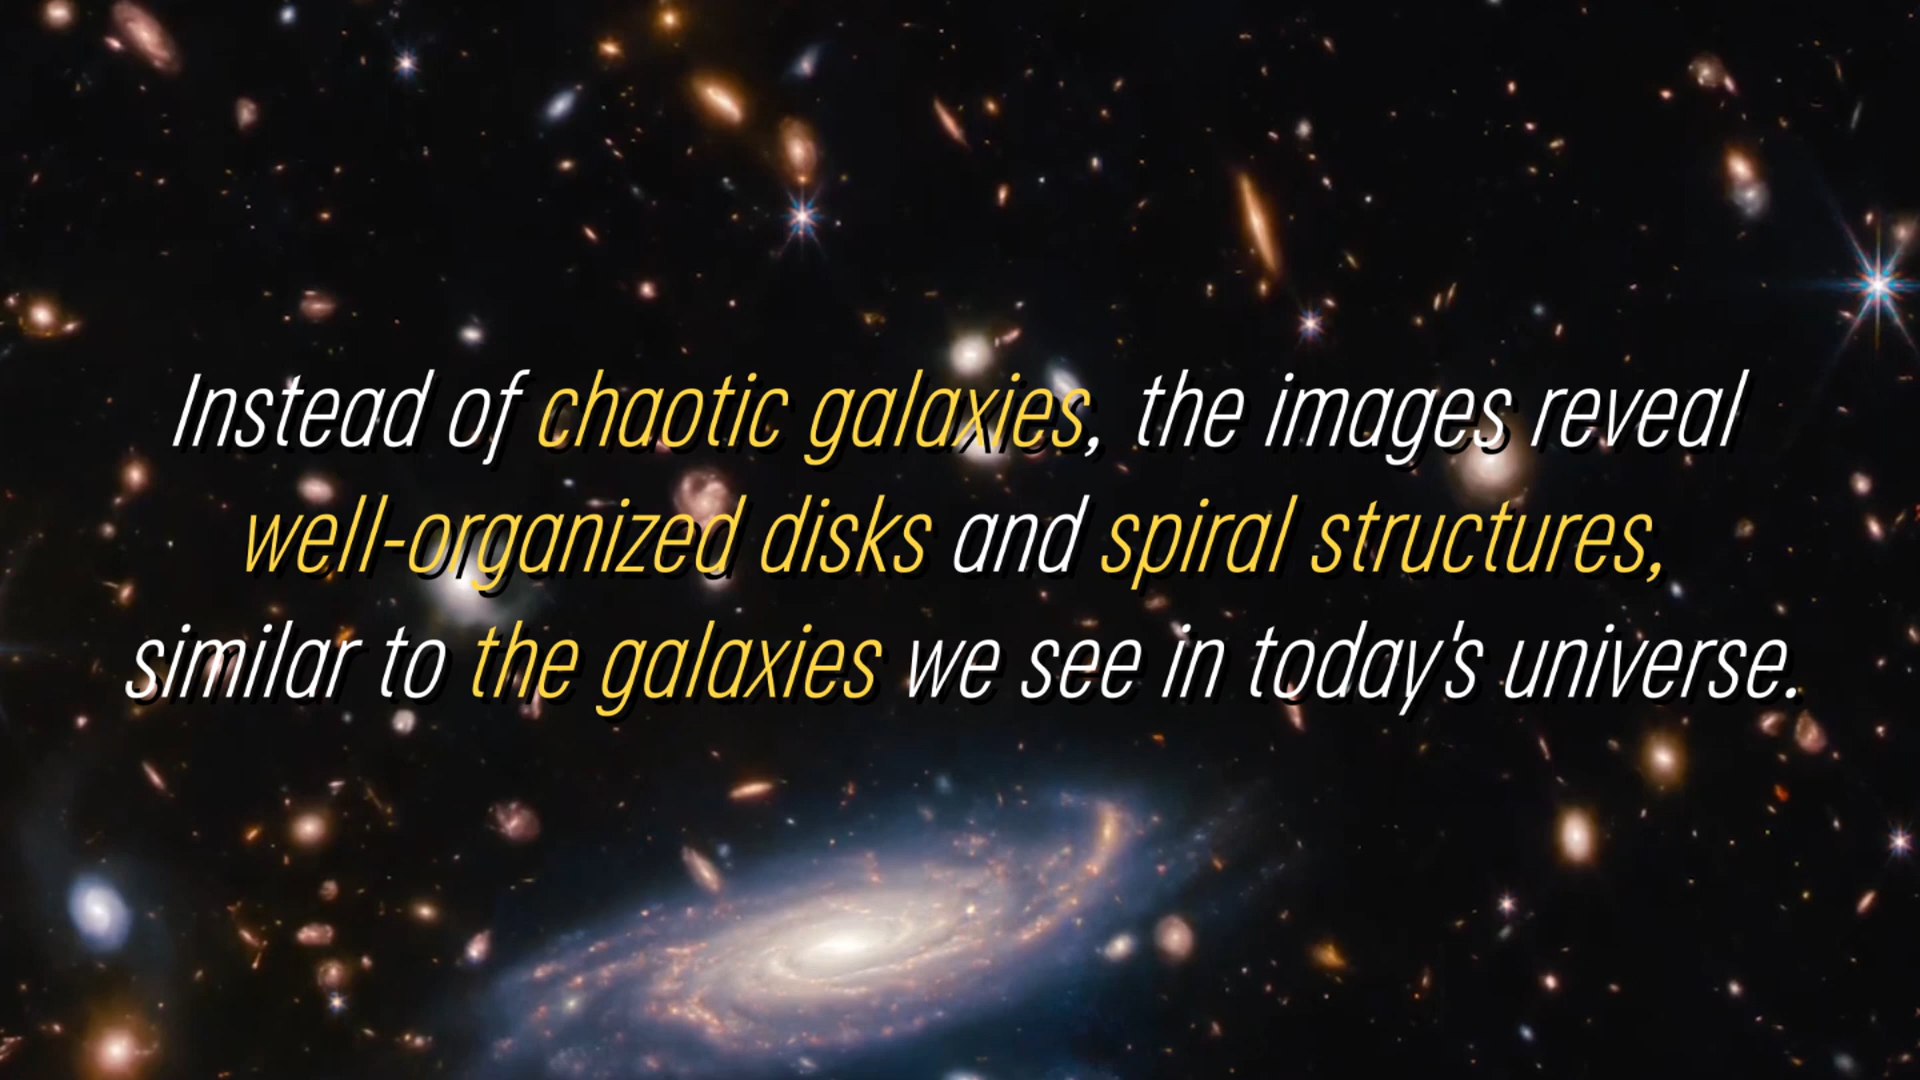 Instead of chaotic galaxies, the images reveal
well-organized disks and spiral structures,
similar to the galaxies we see in today's universe.